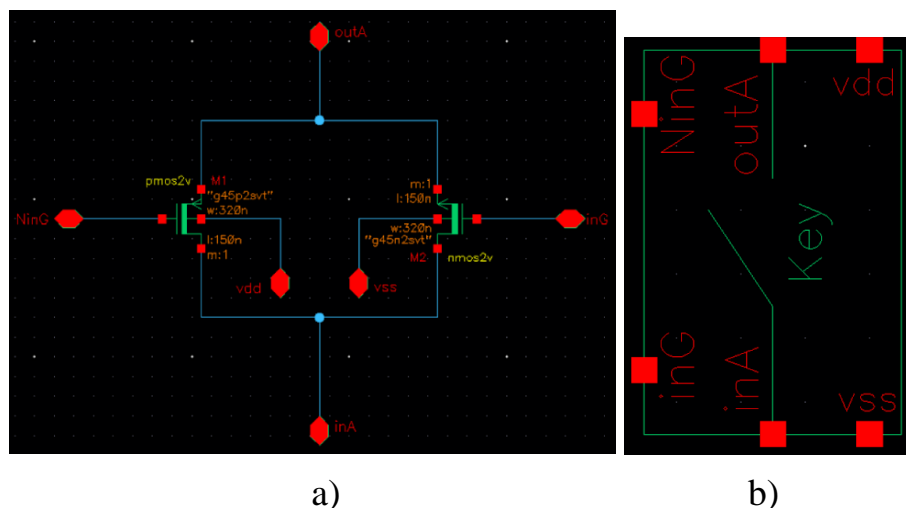 outA
pmos2v
M1
"g45p2svt"
w:320n
l:150n
m:1
NinG
vdd
m:1
l:150n
w:320n
"g45n2svt"
M2
nmos2v
inG
vss
inA
a)
NinG
outA
vdd
Key
inG
inA
vss
b)